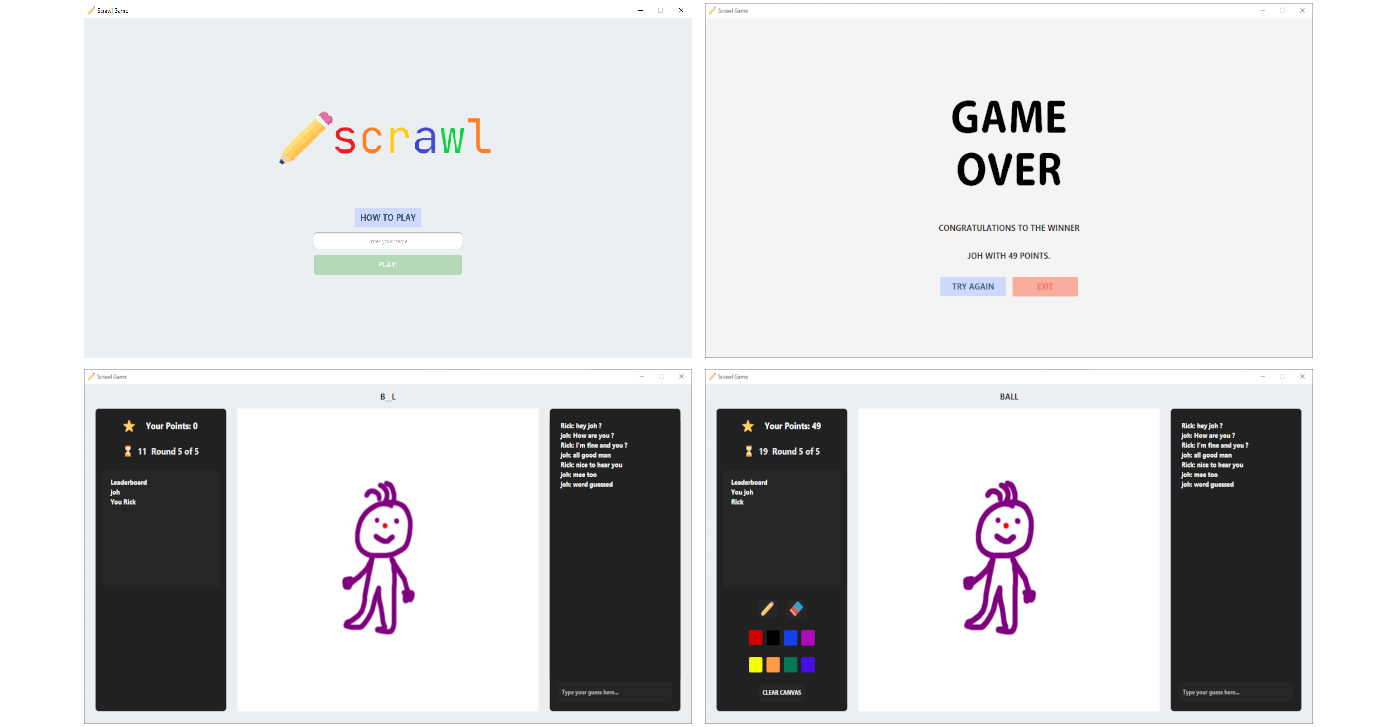 Scrawl Game
scrawl
HOW TO PLAY
Enter your name
PLAY!
Scrawl Game
GAME
OVER
CONGRATULATIONS TO THE WINNER
JOH WITH 49 POINTS.
TRY AGAIN EXIT
Scrawl Game
B__L
Your Points: 0
11 Round 5 of 5
Leaderboard
joh
You Rick
Rick: hey joh ?
joh: How are you ?
Rick: I'm fine and you ?
joh: all good man
Rick: nice to hear you
joh: mee too
joh: word guessed
Type your guess here...
Scrawl Game
BALL
Your Points: 49
19 Round 5 of 5
Leaderboard
You joh
Rick
CLEAR CANVAS
Rick: hey joh ?
joh: How are you ?
Rick: I'm fine and you ?
joh: all good man
Rick: nice to hear you
joh: mee too
joh: word guessed
Type your guess here...